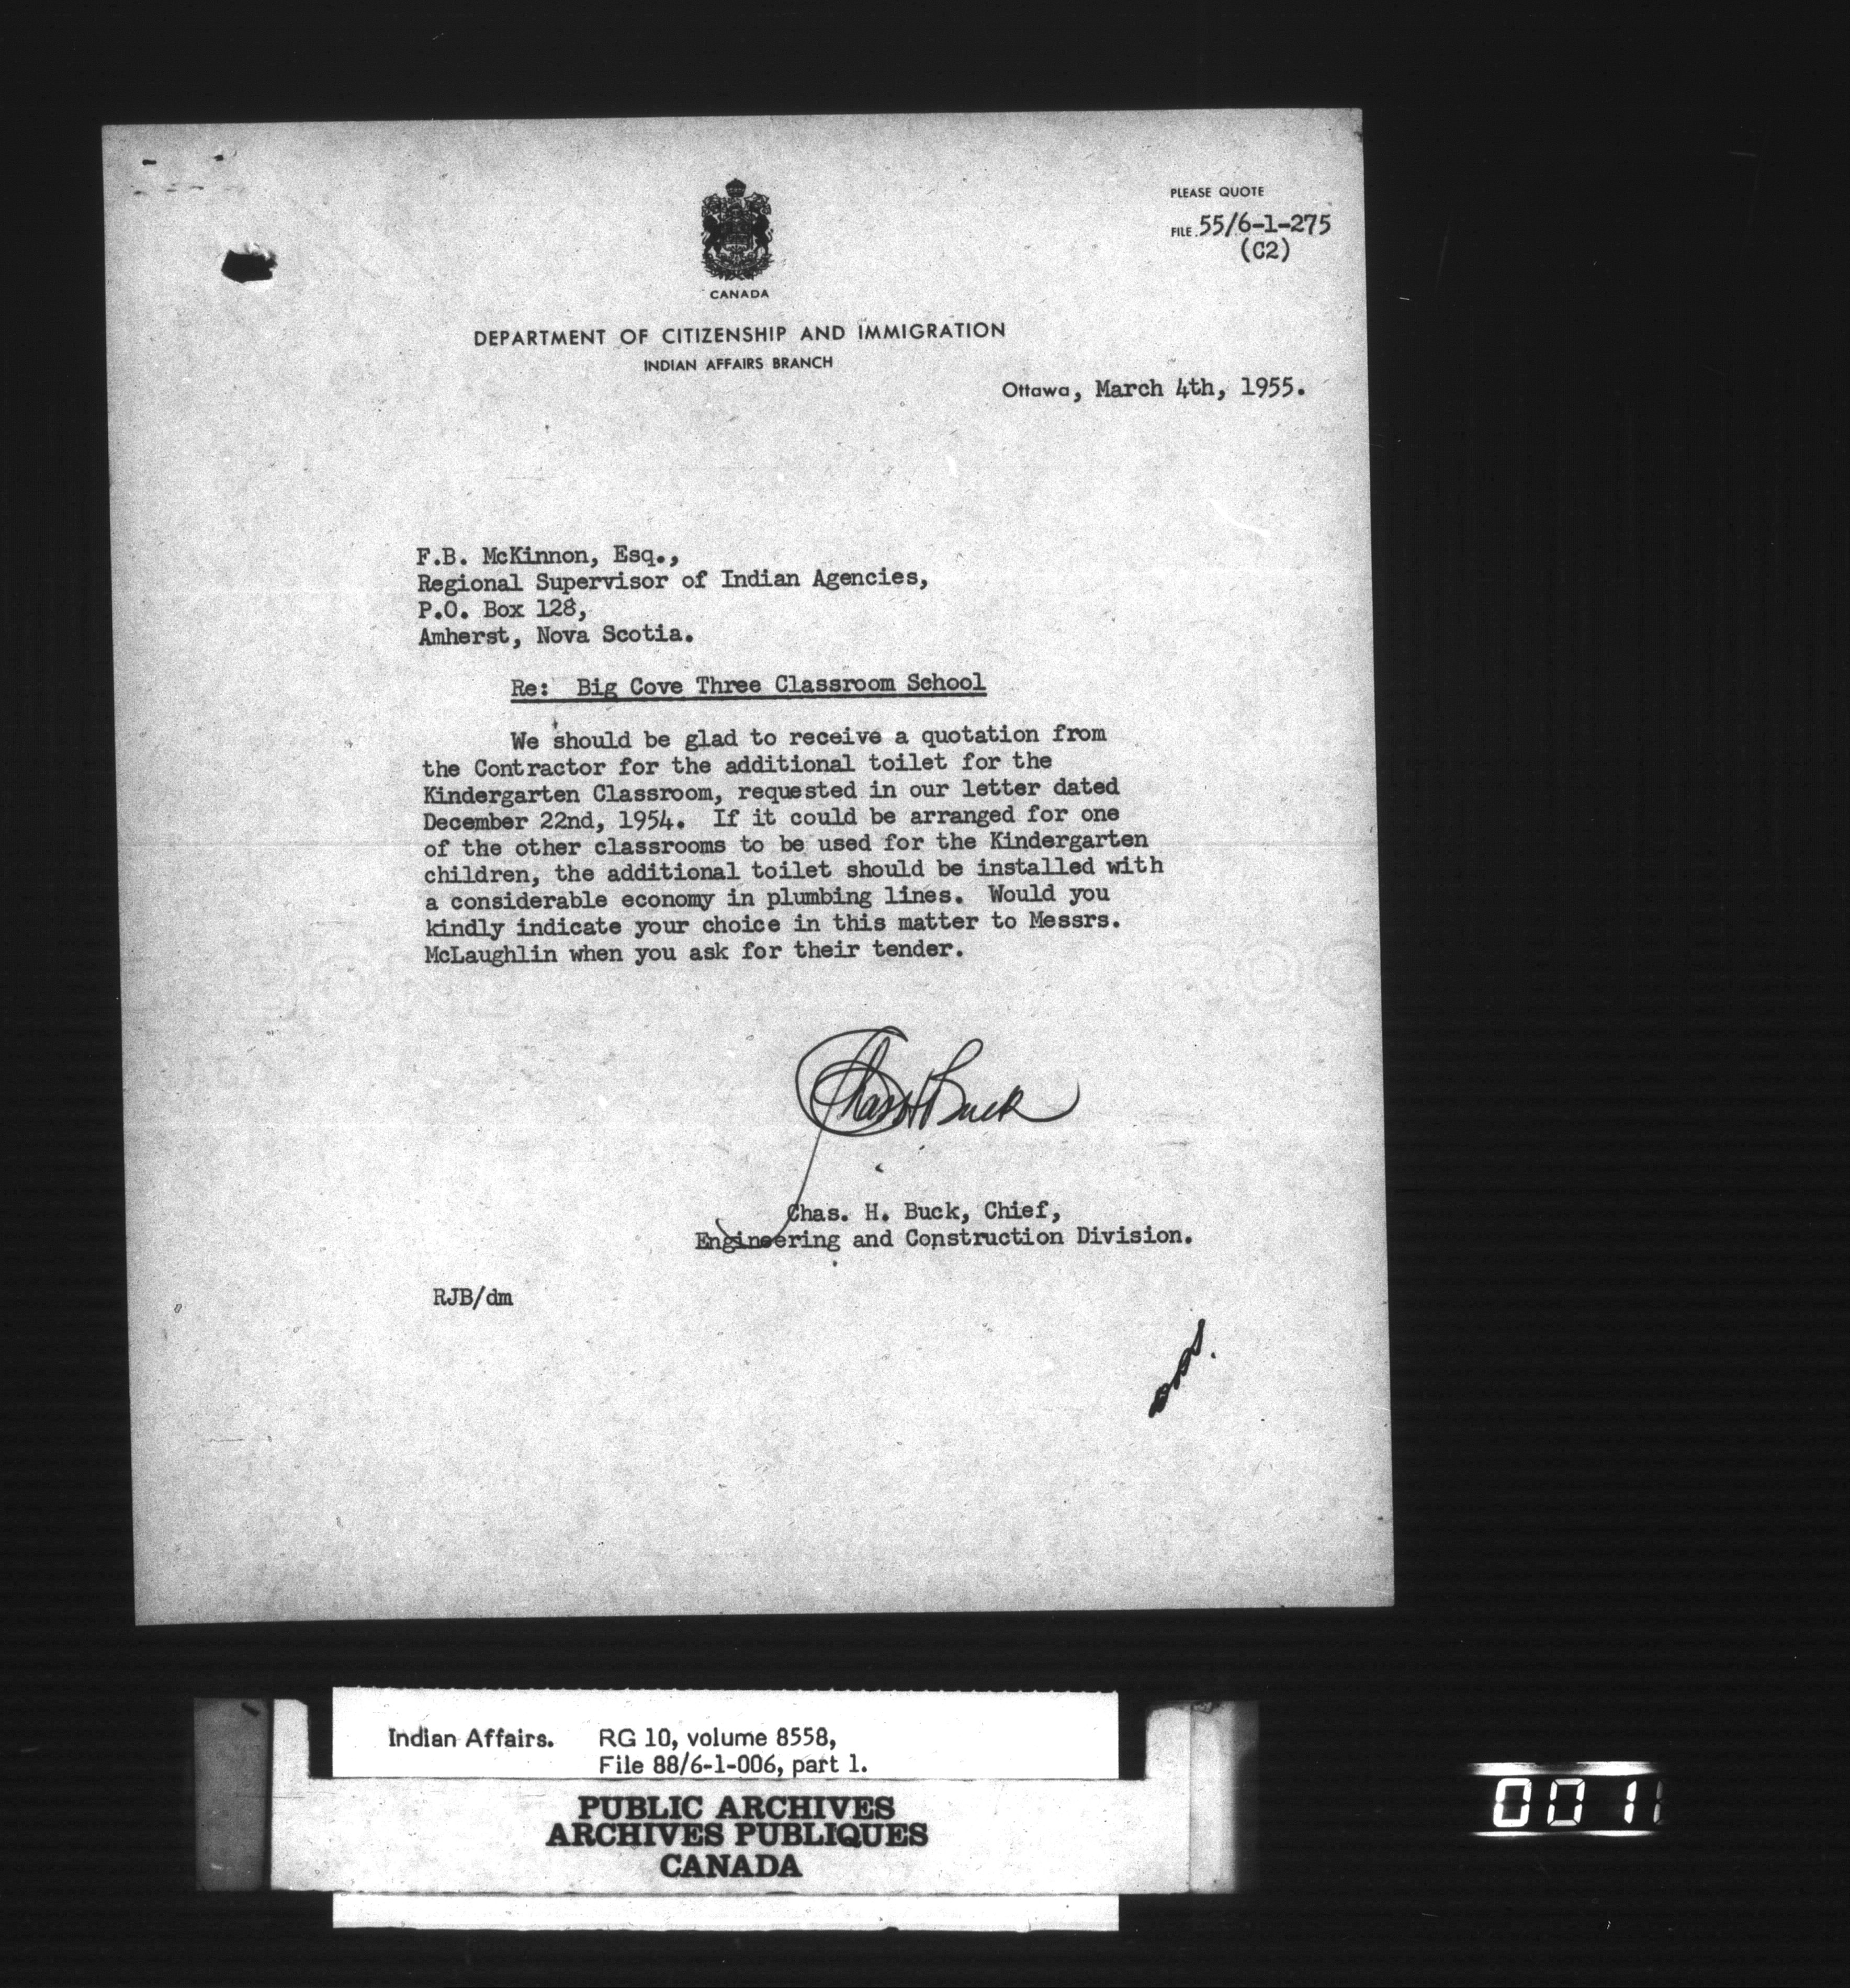 PLEASE QUOTE
FILE. 55/6-1-275
(C2)
CANADA
DEPARTMENT OF CITIZENSHIP AND IMMIGRATION
INDIAN AFFAIRS BRANCH
Ottawa, March 4th, 1955.
F.B. McKinnon, Esq.,
Regional Supervisor of Indian Agencies,
P.O. Box 128,
Amherst, Nova Scotia.
Re: Big Cove Three Classroom School
We should be glad to receive a quotation from
the Contractor for the additional toilet for the
Kindergarten Classroom, requested in our letter dated
December 22nd, 1954. If it could be arranged for one
of the other classrooms to be used for the Kindergarten
children, the additional toilet should be installed with
a considerable economy in plumbing lines. Would you
kindly indicate your choice in this matter to Messrs.
McLaughlin when you ask for their tender.
Chas H Buck
Chas. H. Buck, Chief,
Engineering and Construction Division.
RJB/dm
Indian Affairs. RG 10, volume 8558,
File 88/6-1-006, part 1.
PUBLIC ARCHIVES
ARCHIVES PUBLIQUES
CANADA
001